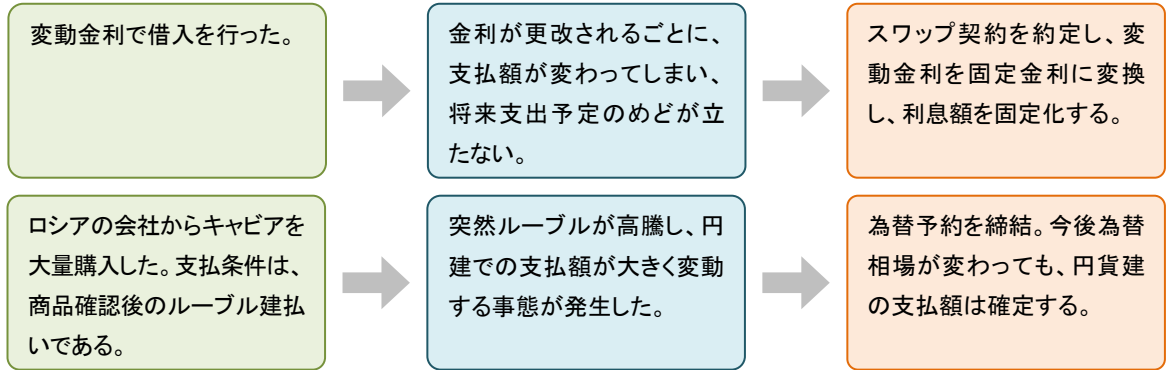 変動金利で借入を行った。
金利が更改されるごとに、
支払額が変わってしまい、
将来支出予定のめどが立
たない。
スワップ契約を約定し、変
動金利を固定金利に変換
し、利息額を固定化する。
ロシアの会社からキャビアを
大量購入した。支払条件は、
商品確認後のルーブル建払
いである。
突然ルーブルが高騰し、円
建での支払額が大きく変動
する事態が発生した。
為替予約を締結。今後為替
相場が変わっても、円貨建
の支払額は確定する。